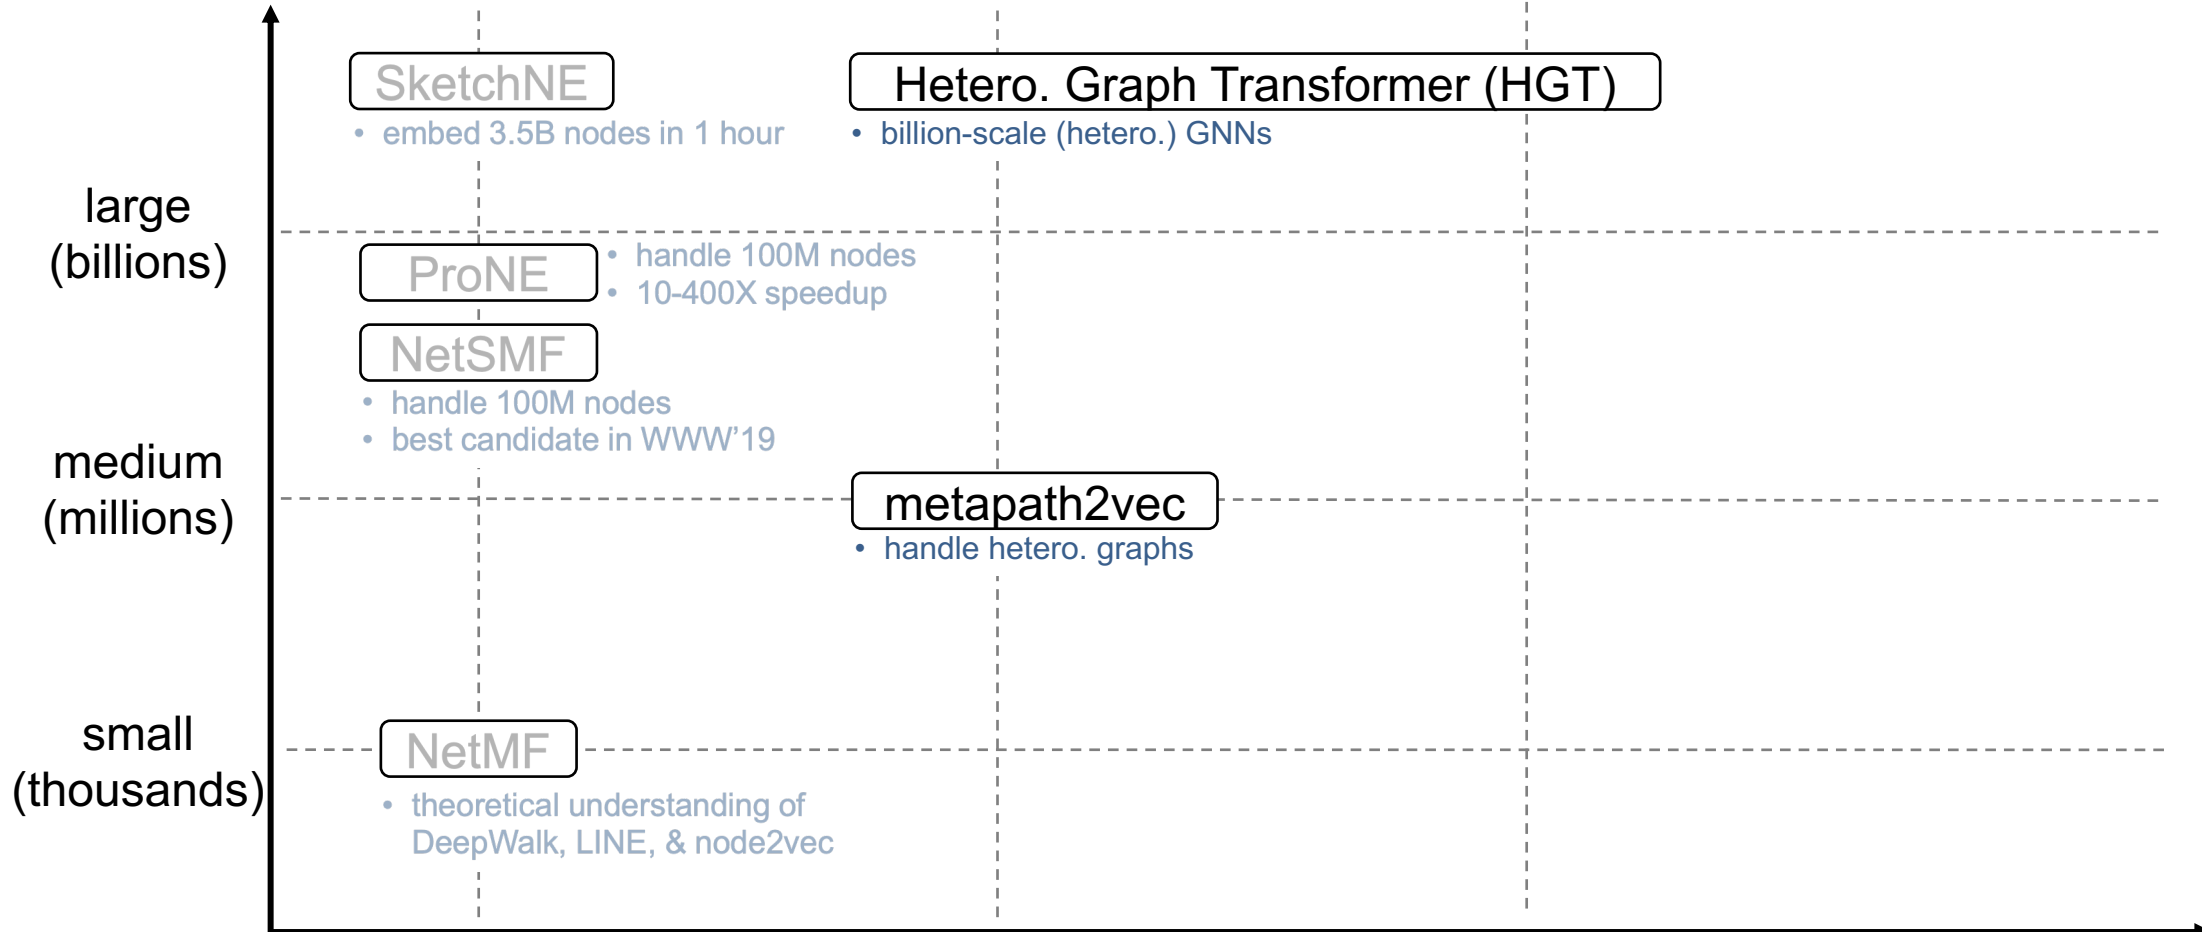 SketchNE
• embed 3.5B nodes in 1 hour
Hetero. Graph Transformer (HGT)
• billion-scale (hetero.) GNNs
large
(billions)
ProNE
• handle 100M nodes
• 10-400X speedup
NetSMF
• handle 100M nodes
• best candidate in WWW’19
medium
(millions)
metapath2vec
• handle hetero. graphs
small
(thousands)
NetMF
• theoretical understanding of
DeepWalk, LINE, & node2vec